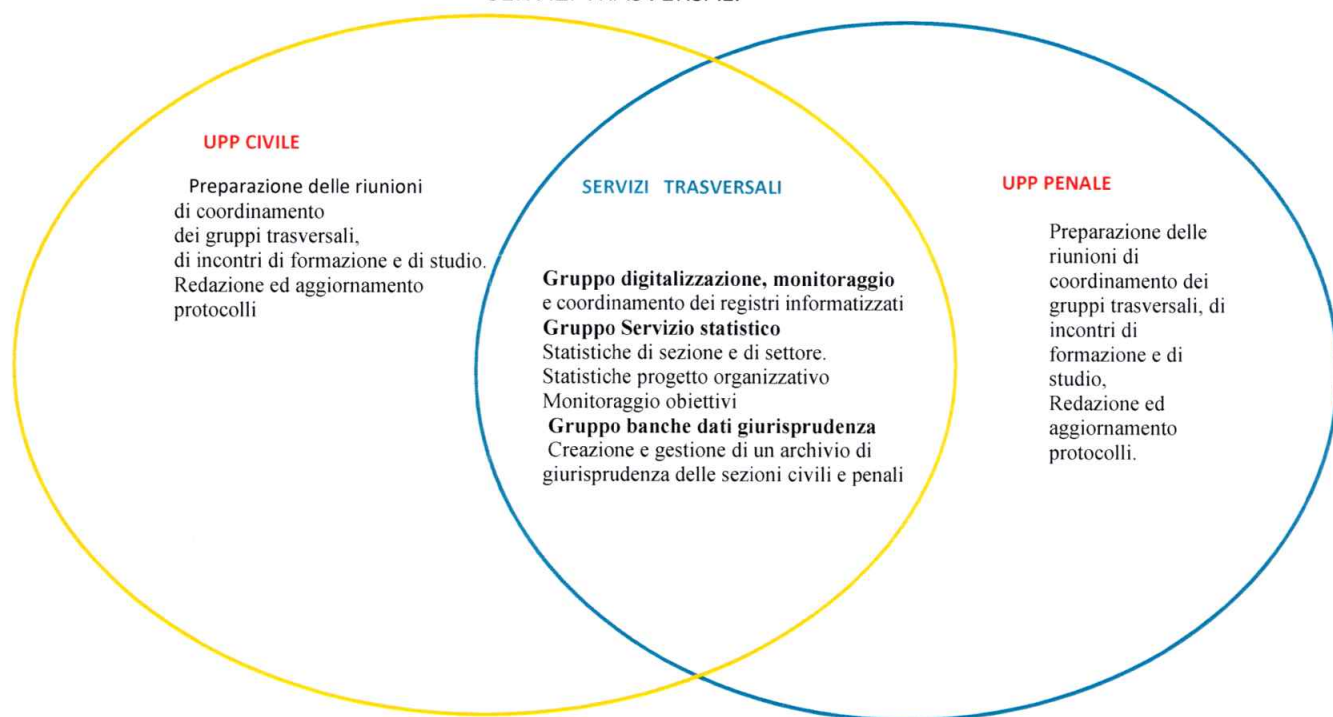 SERVIZI TRASVERSALI
UPP CIVILE
Preparazione delle riunioni
di coordinamento
dei gruppi trasversali,
di incontri di formazione e di studio.
Redazione ed aggiornamento
protocolli
SERVIZI TRASVERSALI
Gruppo digitalizzazione, monitoraggio
e coordinamento dei registri informatizzati
Gruppo Servizio statistico
Statistiche di sezione e di settore.
Statistiche progetto organizzativo
Monitoraggio obiettivi
Gruppo banche dati giurisprudenza
Creazione e gestione di un archivio di
giurisprudenza delle sezioni civili e penali
UPP PENALE
Preparazione delle
riunioni di
coordinamento dei
gruppi trasversali, di
incontri di
formazione e di
studio,
Redazione ed
aggiornamento
protocolli.